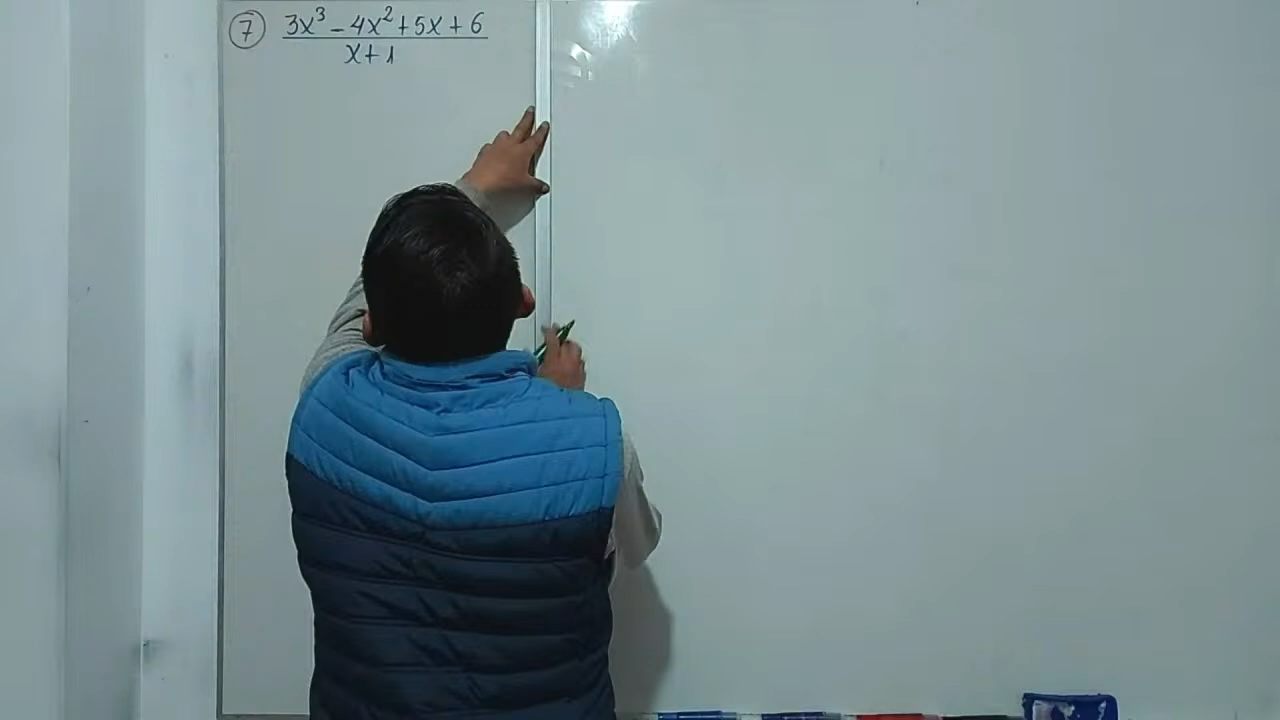 7 3x³ - 4x² + 5x + 6
x + 1